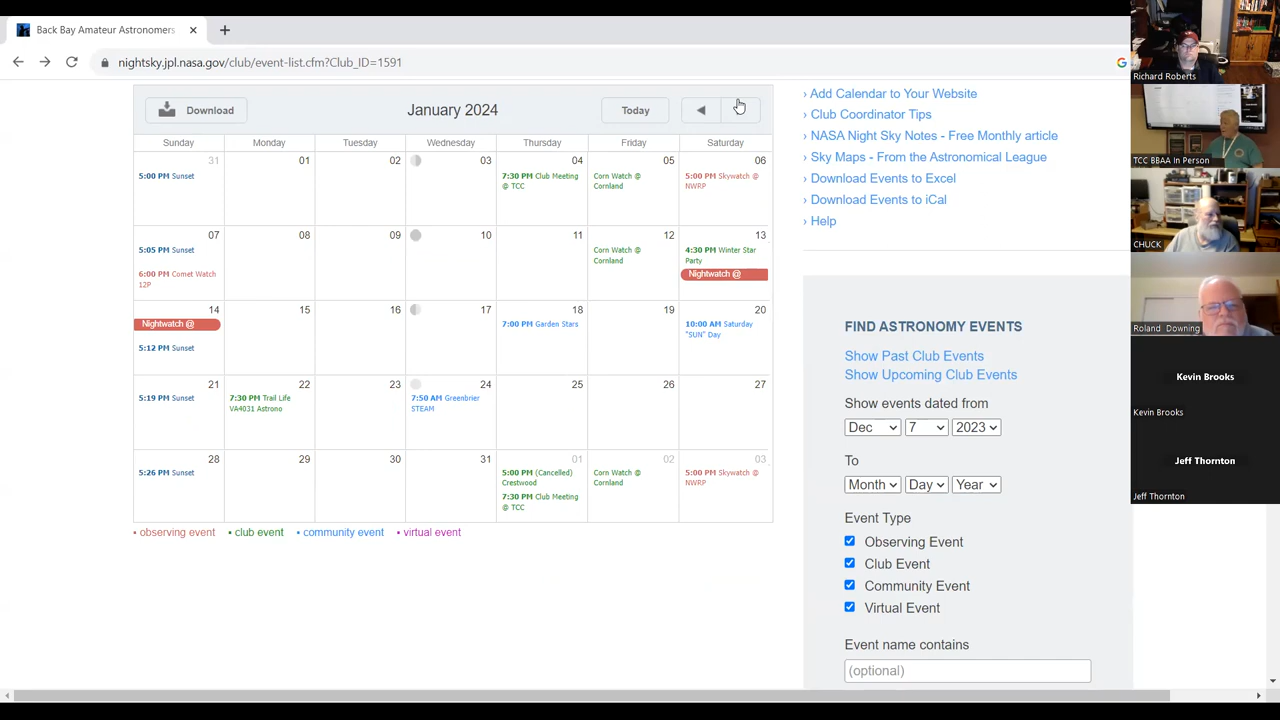 Back Bay Amateur Astronomers
nightsky.jpl.nasa.gov/club/event-list.cfm?Club_ID=1591
Download
January 2024
Today
Sunday Monday Tuesday Wednesday Thursday Friday Saturday
31 01 02 03 04 05 06
5:00 PM Sunset
7:30 PM Club Meeting
@ TCC
Corn Watch @
Cornland
5:00 PM Skywatch @
NWRP
07 08 09 10 11 12 13
5:05 PM Sunset
6:00 PM Comet Watch
12P
Corn Watch @
Cornland
4:30 PM Winter Star
Party
Nightwatch @
14 15 16 17 18 19 20
Nightwatch @
5:12 PM Sunset
7:00 PM Garden Stars
10:00 AM Saturday
"SUN" Day
21 22 23 24 25 26 27
5:19 PM Sunset
7:30 PM Trail Life
VA4031 Astrono
7:50 AM Greenbrier
STEAM
28 29 30 31 01 02 03
5:26 PM Sunset
5:00 PM (Cancelled)
Crestwood
7:30 PM Club Meeting
@ TCC
Corn Watch @
Cornland
5:00 PM Skywatch @
NWRP
observing event club event community event virtual event
› Add Calendar to Your Website
› Club Coordinator Tips
› NASA Night Sky Notes - Free Monthly article
› Sky Maps - From the Astronomical League
› Download Events to Excel
› Download Events to iCal
› Help
FIND ASTRONOMY EVENTS
Show Past Club Events
Show Upcoming Club Events
Show events dated from
Dec 7 2023
To
Month Day Year
Event Type
Observing Event
Club Event
Community Event
Virtual Event
Event name contains
(optional)
Richard Roberts
TCC BBAA In Person
CHUCK
Roland Downing
Kevin Brooks
Kevin Brooks
Jeff Thornton
Jeff Thornton